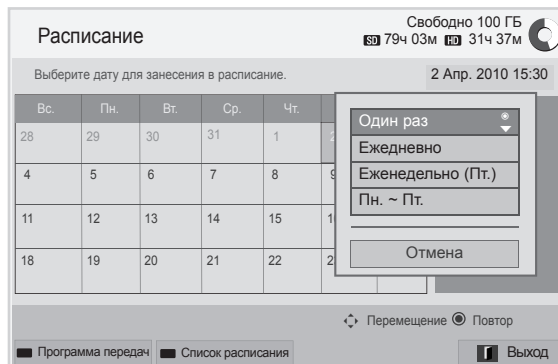 Расписание
Свободно 100 ГБ
SD 79ч 03м HD 31ч 37м
Выберите дату для занесения в расписание.
2 Апр. 2010 15:30
Вс. Пн. Вт. Ср. Чт.
28 29 30 31 1 2
4 5 6 7 8 9
11 12 13 14 15
18 19 20 21 22
Один раз
Ежедневно
Еженедельно (Пт.)
Пн. ~ Пт.
Отмена
Перемещение Повтор
Программа передач Список расписания Выход